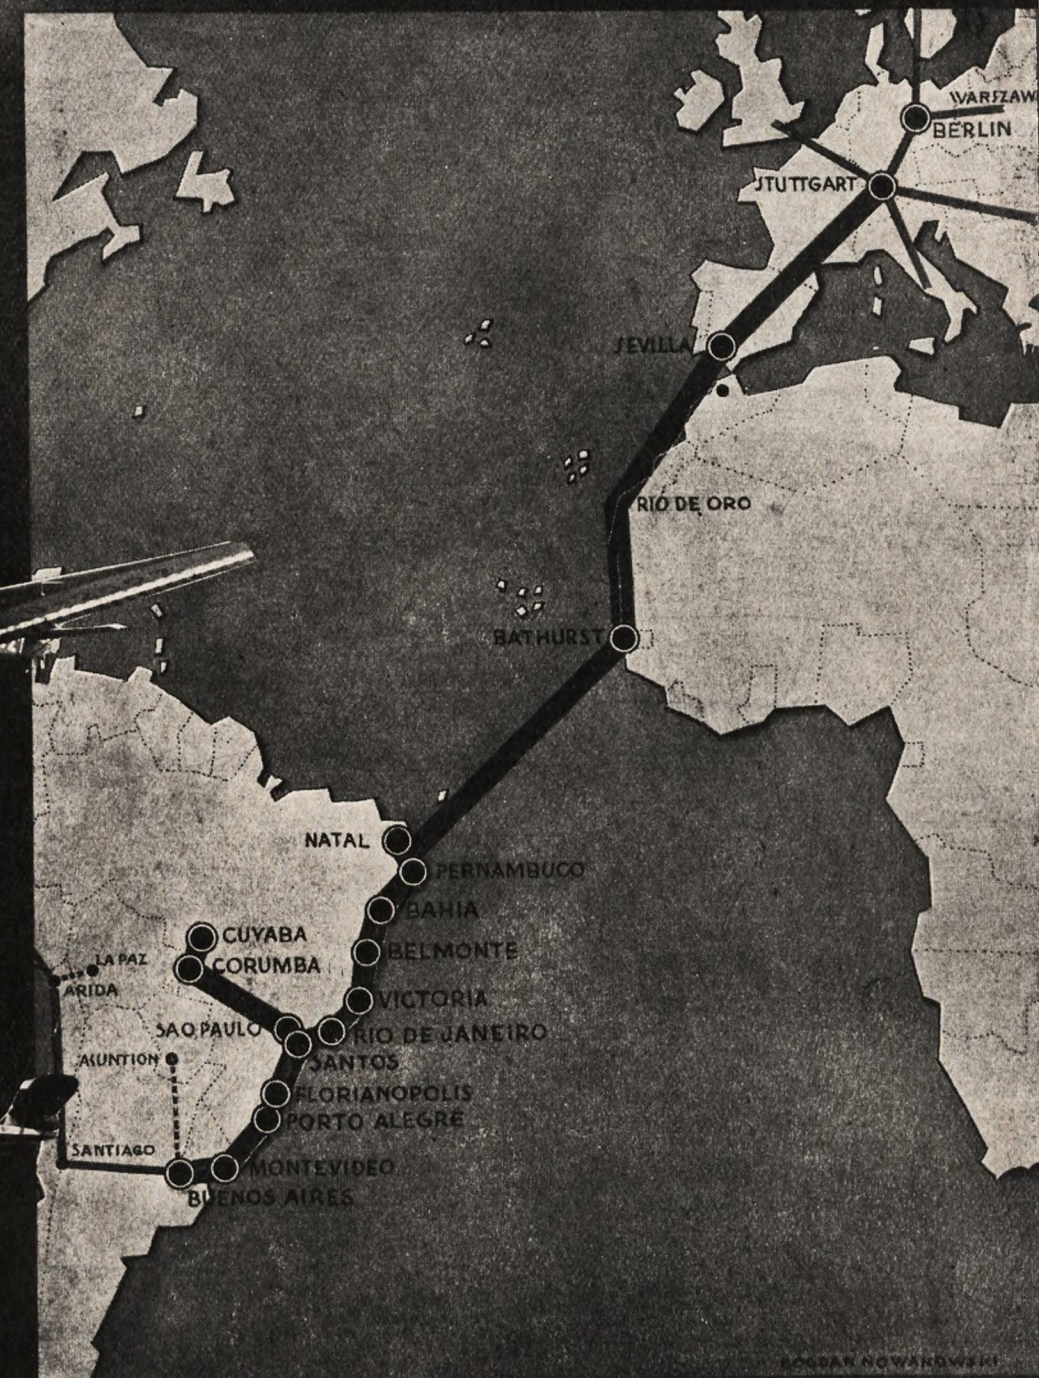 WARSZAW
BERLIN
STUTTGART
SEVILLA
RIO DE ORO
BATHURST
NATAL
PERNAMBUCO
BAHIA
CUYABA
BELMONTE
LA PAZ
CORUMBA
ARIDA
VICTORIA
SAO PAULO
RIO DE JANEIRO
ASUNTION
SANTOS
FLORIANOPOLIS
PORTO ALEGRE
SANTIAGO
MONTEVIDEO
BUENOS AIRES
BOGDAN NOWAKOWSKI